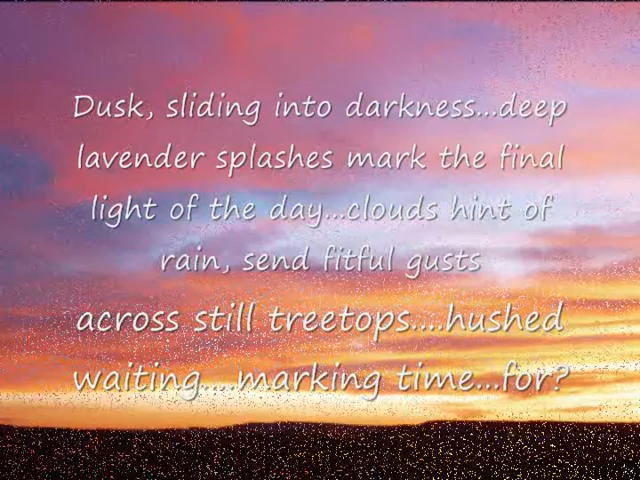 Dusk, sliding into darkness...deep
lavender splashes mark the final
light of the day...clouds hint of
rain, send fitful gusts
across still treetops....hushed
waiting....marking time...for?